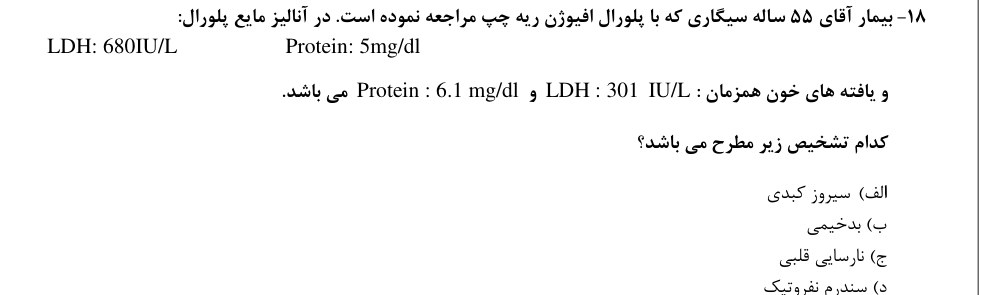 ۱۸- بیمار آقای ۵۵ ساله سیگاری که با پلورال افیوژن ریه چپ مراجعه نموده است. در آنالیز مایع پلورال:
LDH: 680IU/L Protein: 5mg/dl
و یافته های خون همزمان : LDH : 301 IU/L و Protein : 6.1 mg/dl می باشد.
کدام تشخیص زیر مطرح می باشد؟
الف) سیروز کبدی
ب) بدخیمی
ج) نارسایی قلبی
د) سندرم نفروتیک